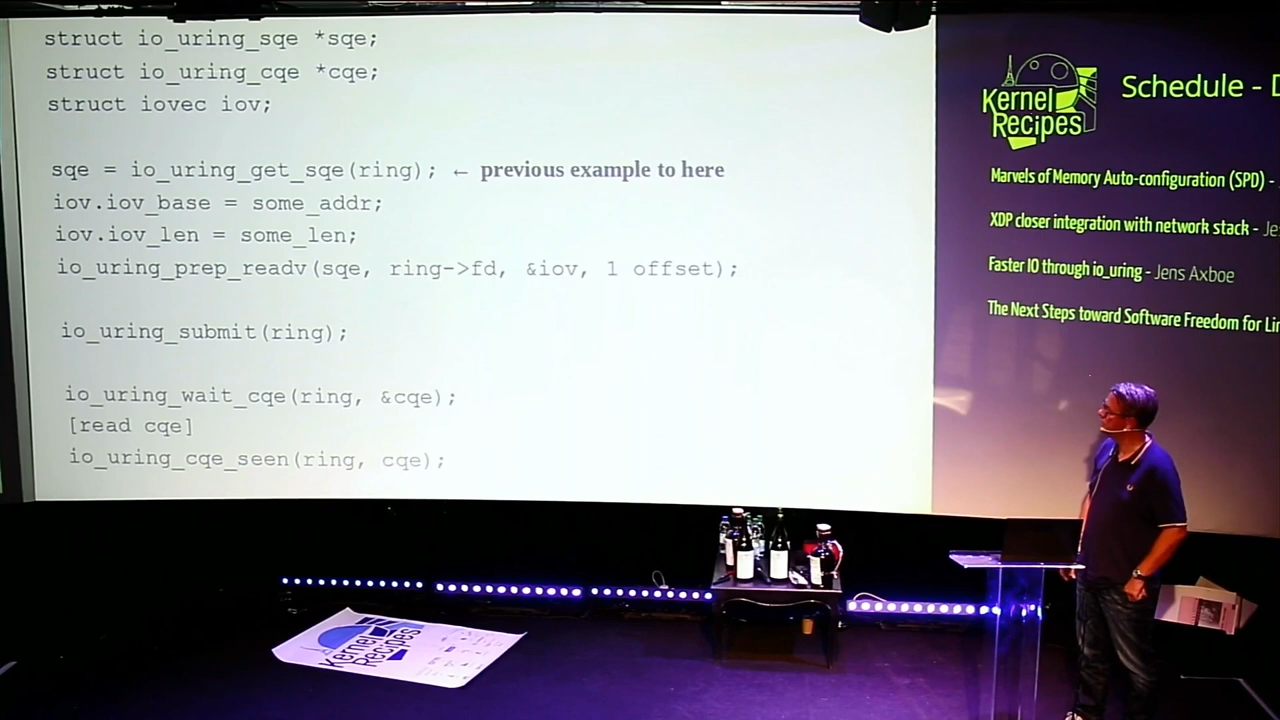 struct io_uring_sqe *sqe;
struct io_uring_cqe *cqe;
struct iovec iov;
sqe = io_uring_get_sqe(ring); ← previous example to here
iov.iov_base = some_addr;
iov.iov_len = some_len;
io_uring_prep_readv(sqe, ring->fd, &iov, 1 offset);
io_uring_submit(ring);
io_uring_wait_cqe(ring, &cqe);
[read cqe]
io_uring_cqe_seen(ring, cqe);
Kernel
Recipes
Schedule -
Marvels of Memory Auto-configuration (SPD) -
XDP closer integration with network stack -
Faster IO through io_uring - Jens Axboe
The Next Steps toward Software Freedom for
Kernel
Recipes